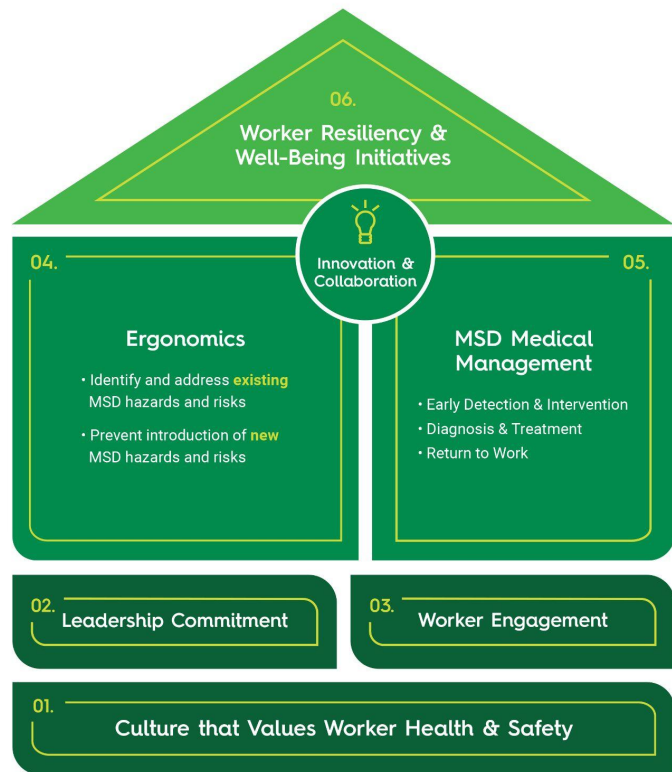 06.
Worker Resiliency &
Well-Being Initiatives
Innovation &
Collaboration
04.
Ergonomics
• Identify and address existing
MSD hazards and risks
• Prevent introduction of new
MSD hazards and risks
05.
MSD Medical
Management
• Early Detection & Intervention
• Diagnosis & Treatment
• Return to Work
02.
Leadership Commitment
03.
Worker Engagement
01.
Culture that Values Worker Health & Safety